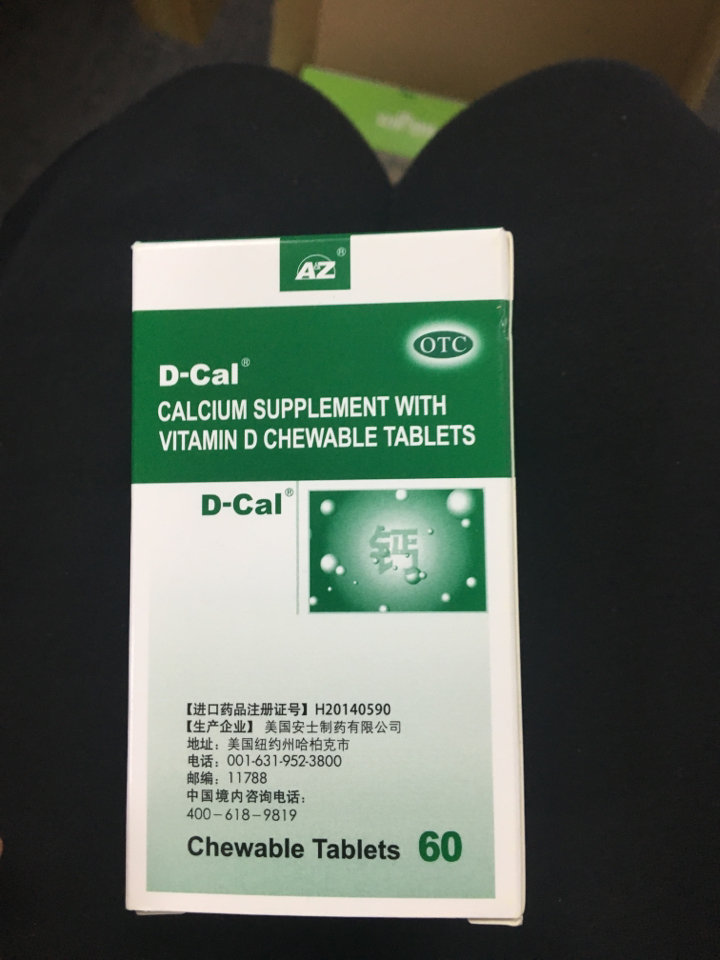 A&Z®
OTC
D-Cal®
CALCIUM SUPPLEMENT WITH
VITAMIN D CHEWABLE TABLETS
D-Cal®
钙
【进口药品注册证号】H20140590
【生产企业】 美国安士制药有限公司
地址：美国纽约州哈柏克市
电话：001-631-952-3800
邮编：11788
中国境内咨询电话：
400－618－9819
Chewable Tablets 60